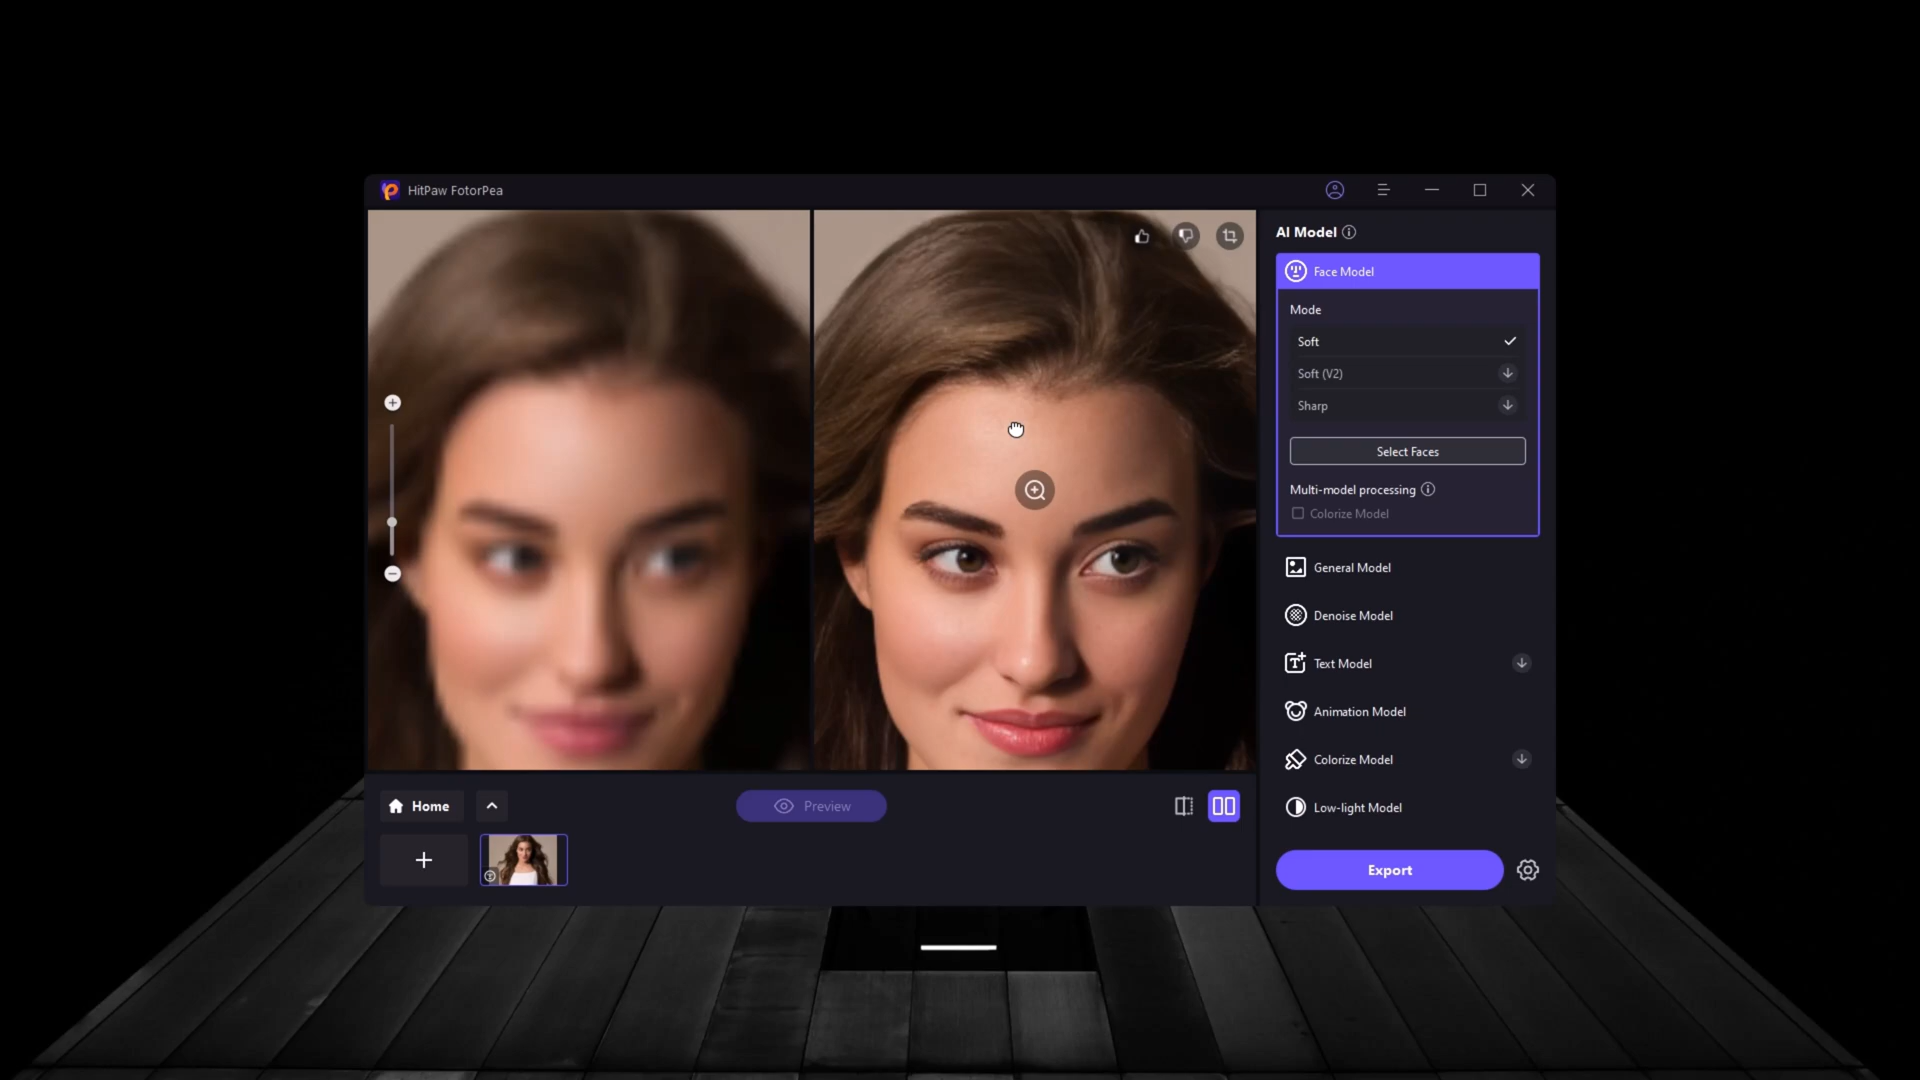 HitPaw FotorPea
AI Model
Face Model
Mode
Soft
Soft (V2)
Sharp
Select Faces
Multi-model processing
Colorize Model
General Model
Denoise Model
Text Model
Animation Model
Colorize Model
Low-light Model
Home
Preview
Export